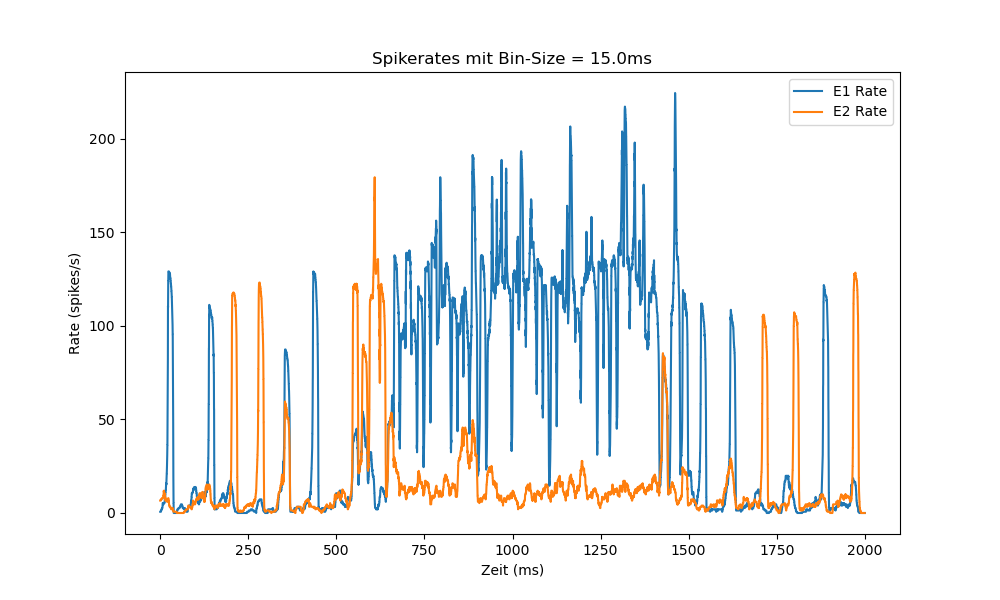 Spikerates mit Bin-Size = 15.0ms
E1 Rate
E2 Rate
Rate (spikes/s)
200
150
100
50
0
0 250 500 750 1000 1250 1500 1750 2000
Zeit (ms)